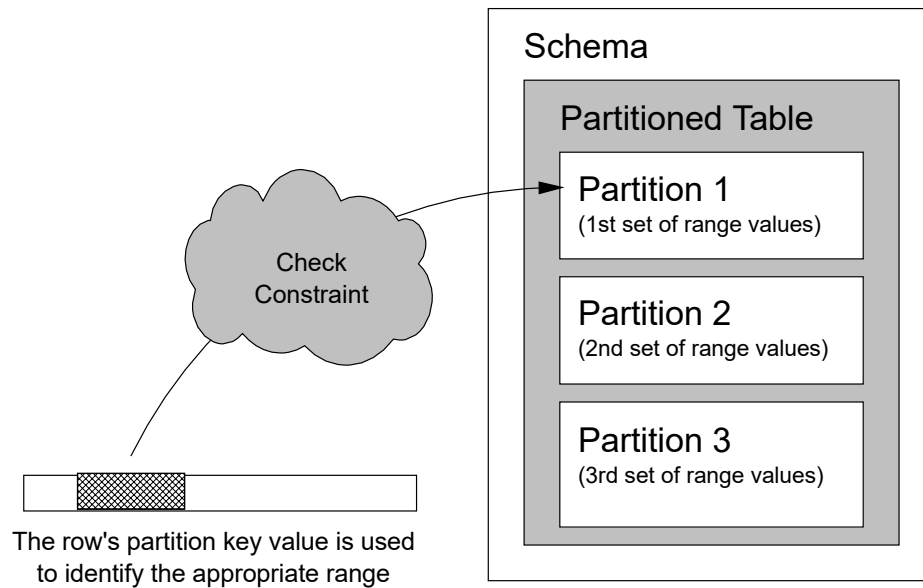 Schema
Partitioned Table
Partition 1
(1st set of range values)
Check
Constraint
Partition 2
(2nd set of range values)
Partition 3
(3rd set of range values)
The row's partition key value is used
to identify the appropriate range